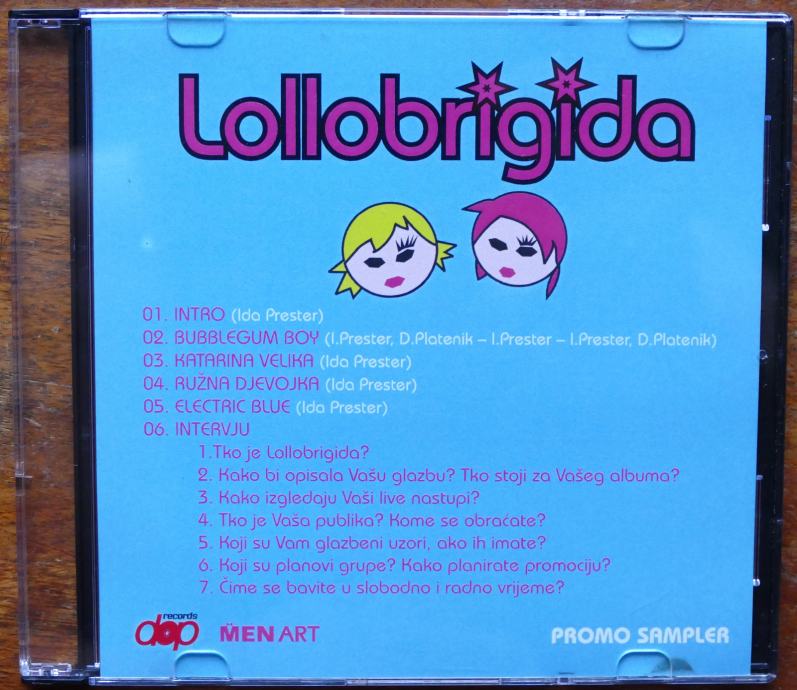 Lollobrigida
01. INTRO (Ida Prester)
02. BUBBLEGUM BOY (I.Prester, D.Platenik – I.Prester – I.Prester, D.Platenik)
03. KATARINA VELIKA (Ida Prester)
04. RUŽNA DJEVOJKA (Ida Prester)
05. ELECTRIC BLUE (Ida Prester)
06. INTERVJU
1.Tko je Lollobrigida?
2. Kako bi opisala Vašu glazbu? Tko stoji za Vašeg albuma?
3. Kako izgledaju Vaši live nastupi?
4. Tko je Vaša publika? Kome se obraćate?
5. Koji su Vam glazbeni uzori, ako ih imate?
6. Koji su planovi grupe? Kako planirate promociju?
7. Čime se bavite u slobodno i radno vrijeme?
dop records
MENART
PROMO SAMPLER